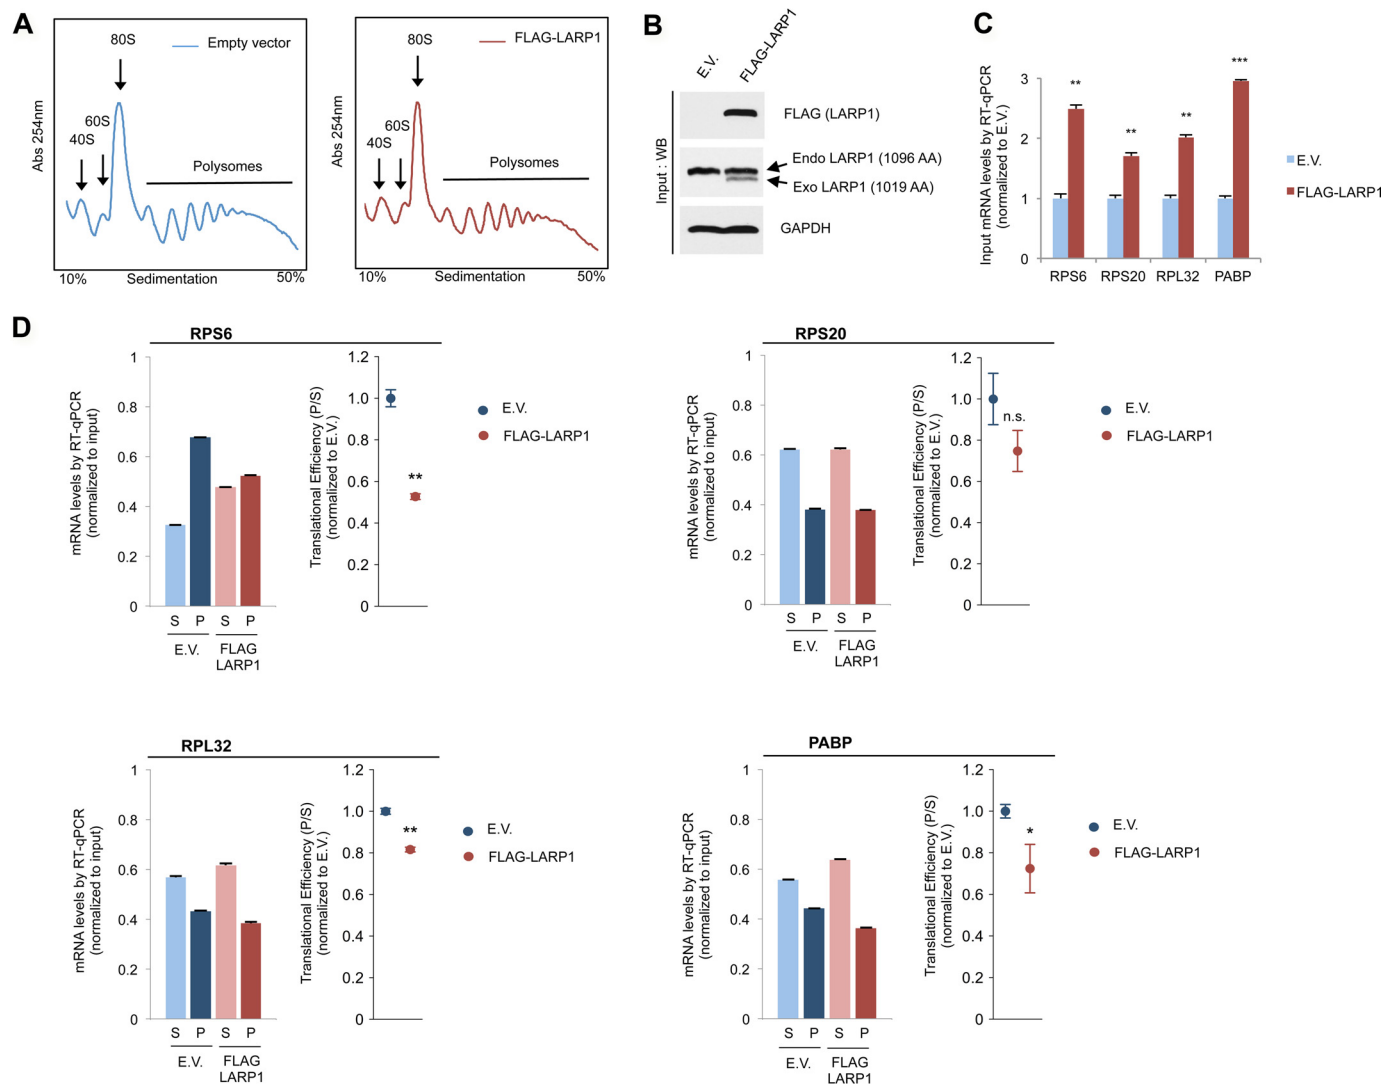 A
Abs 254nm
40S
60S
80S
Empty vector
Polysomes
10%
Sedimentation
50%
Abs 254nm
40S
60S
80S
FLAG-LARP1
Polysomes
10%
Sedimentation
50%
B
E.V.
FLAG-LARP1
Input : WB
FLAG (LARP1)
Endo LARP1 (1096 AA)
Exo LARP1 (1019 AA)
GAPDH
C
Input mRNA levels by RT-qPCR
(normalized to E.V.)
3
2
1
0
**
**
**
***
RPS6
RPS20
RPL32
PABP
E.V.
FLAG-LARP1
D
RPS6
mRNA levels by RT-qPCR
(normalized to input)
1
0.8
0.6
0.4
0.2
0
S
P
S
P
E.V.
FLAG
LARP1
Translational Efficiency (P/S)
(normalized to E.V.)
1.2
1.0
0.8
0.6
0.4
0.2
0
**
E.V.
FLAG-LARP1
RPS20
mRNA levels by RT-qPCR
(normalized to input)
1
0.8
0.6
0.4
0.2
0
S
P
S
P
E.V.
FLAG
LARP1
Translational Efficiency (P/S)
(normalized to E.V.)
1.2
1.0
0.8
0.6
0.4
0.2
0
n.s.
E.V.
FLAG-LARP1
RPL32
mRNA levels by RT-qPCR
(normalized to input)
1
0.8
0.6
0.4
0.2
0
S
P
S
P
E.V.
FLAG
LARP1
Translational Efficiency (P/S)
(normalized to E.V.)
1.2
1.0
0.8
0.6
0.4
0.2
0
**
E.V.
FLAG-LARP1
PABP
mRNA levels by RT-qPCR
(normalized to input)
1
0.8
0.6
0.4
0.2
0
S
P
S
P
E.V.
FLAG
LARP1
Translational Efficiency (P/S)
(normalized to E.V.)
1.2
1.0
0.8
0.6
0.4
0.2
0
*
E.V.
FLAG-LARP1